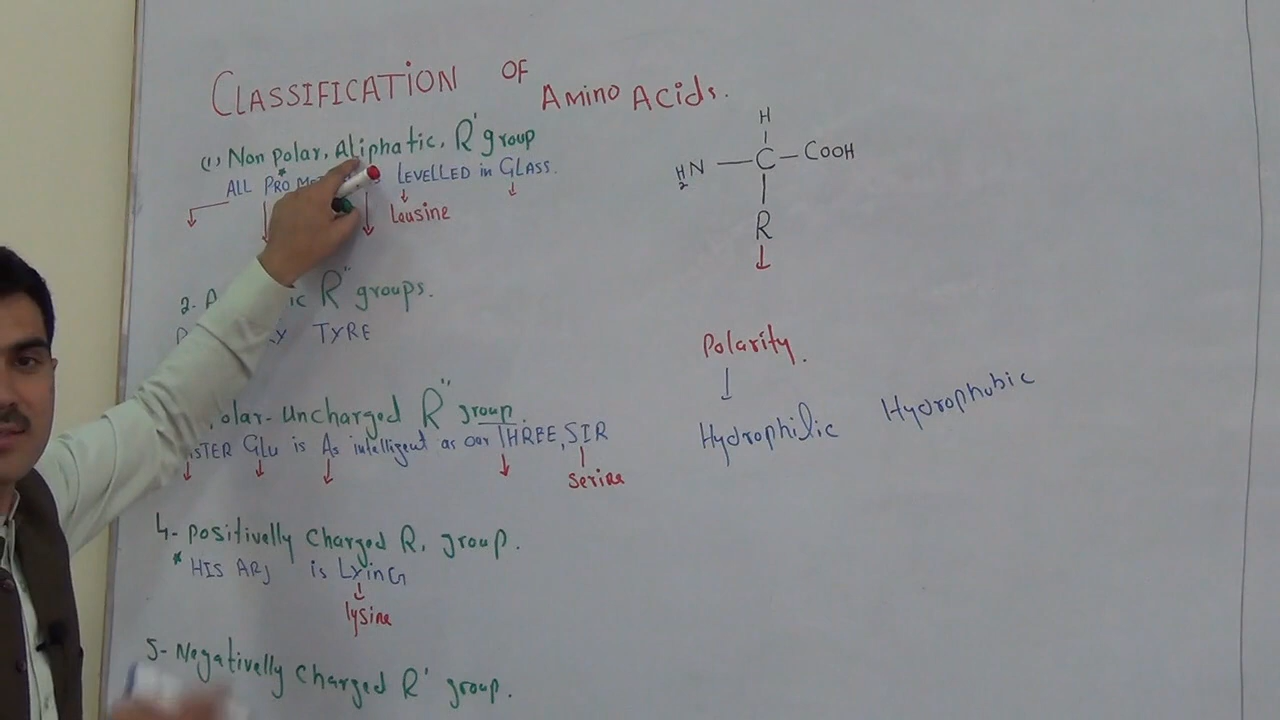 CLASSIFICATION OF Amino Acids.
(1) Non polar, Aliphatic, R' group
ALL PRO LEVELLED in GLASS.
Leusine
2- R" groups.
TYRE
olar-Uncharged R" group.
STER Glu is As intelligent as our THREE, SIR
Serine
4- positivelly Charged R, group.
* HIS ARJ is LyinG
lysine
5- Negativelly Charged R' group.
H
H2N — C — COOH
R
Polarity.
Hydrophilic Hydrophobic